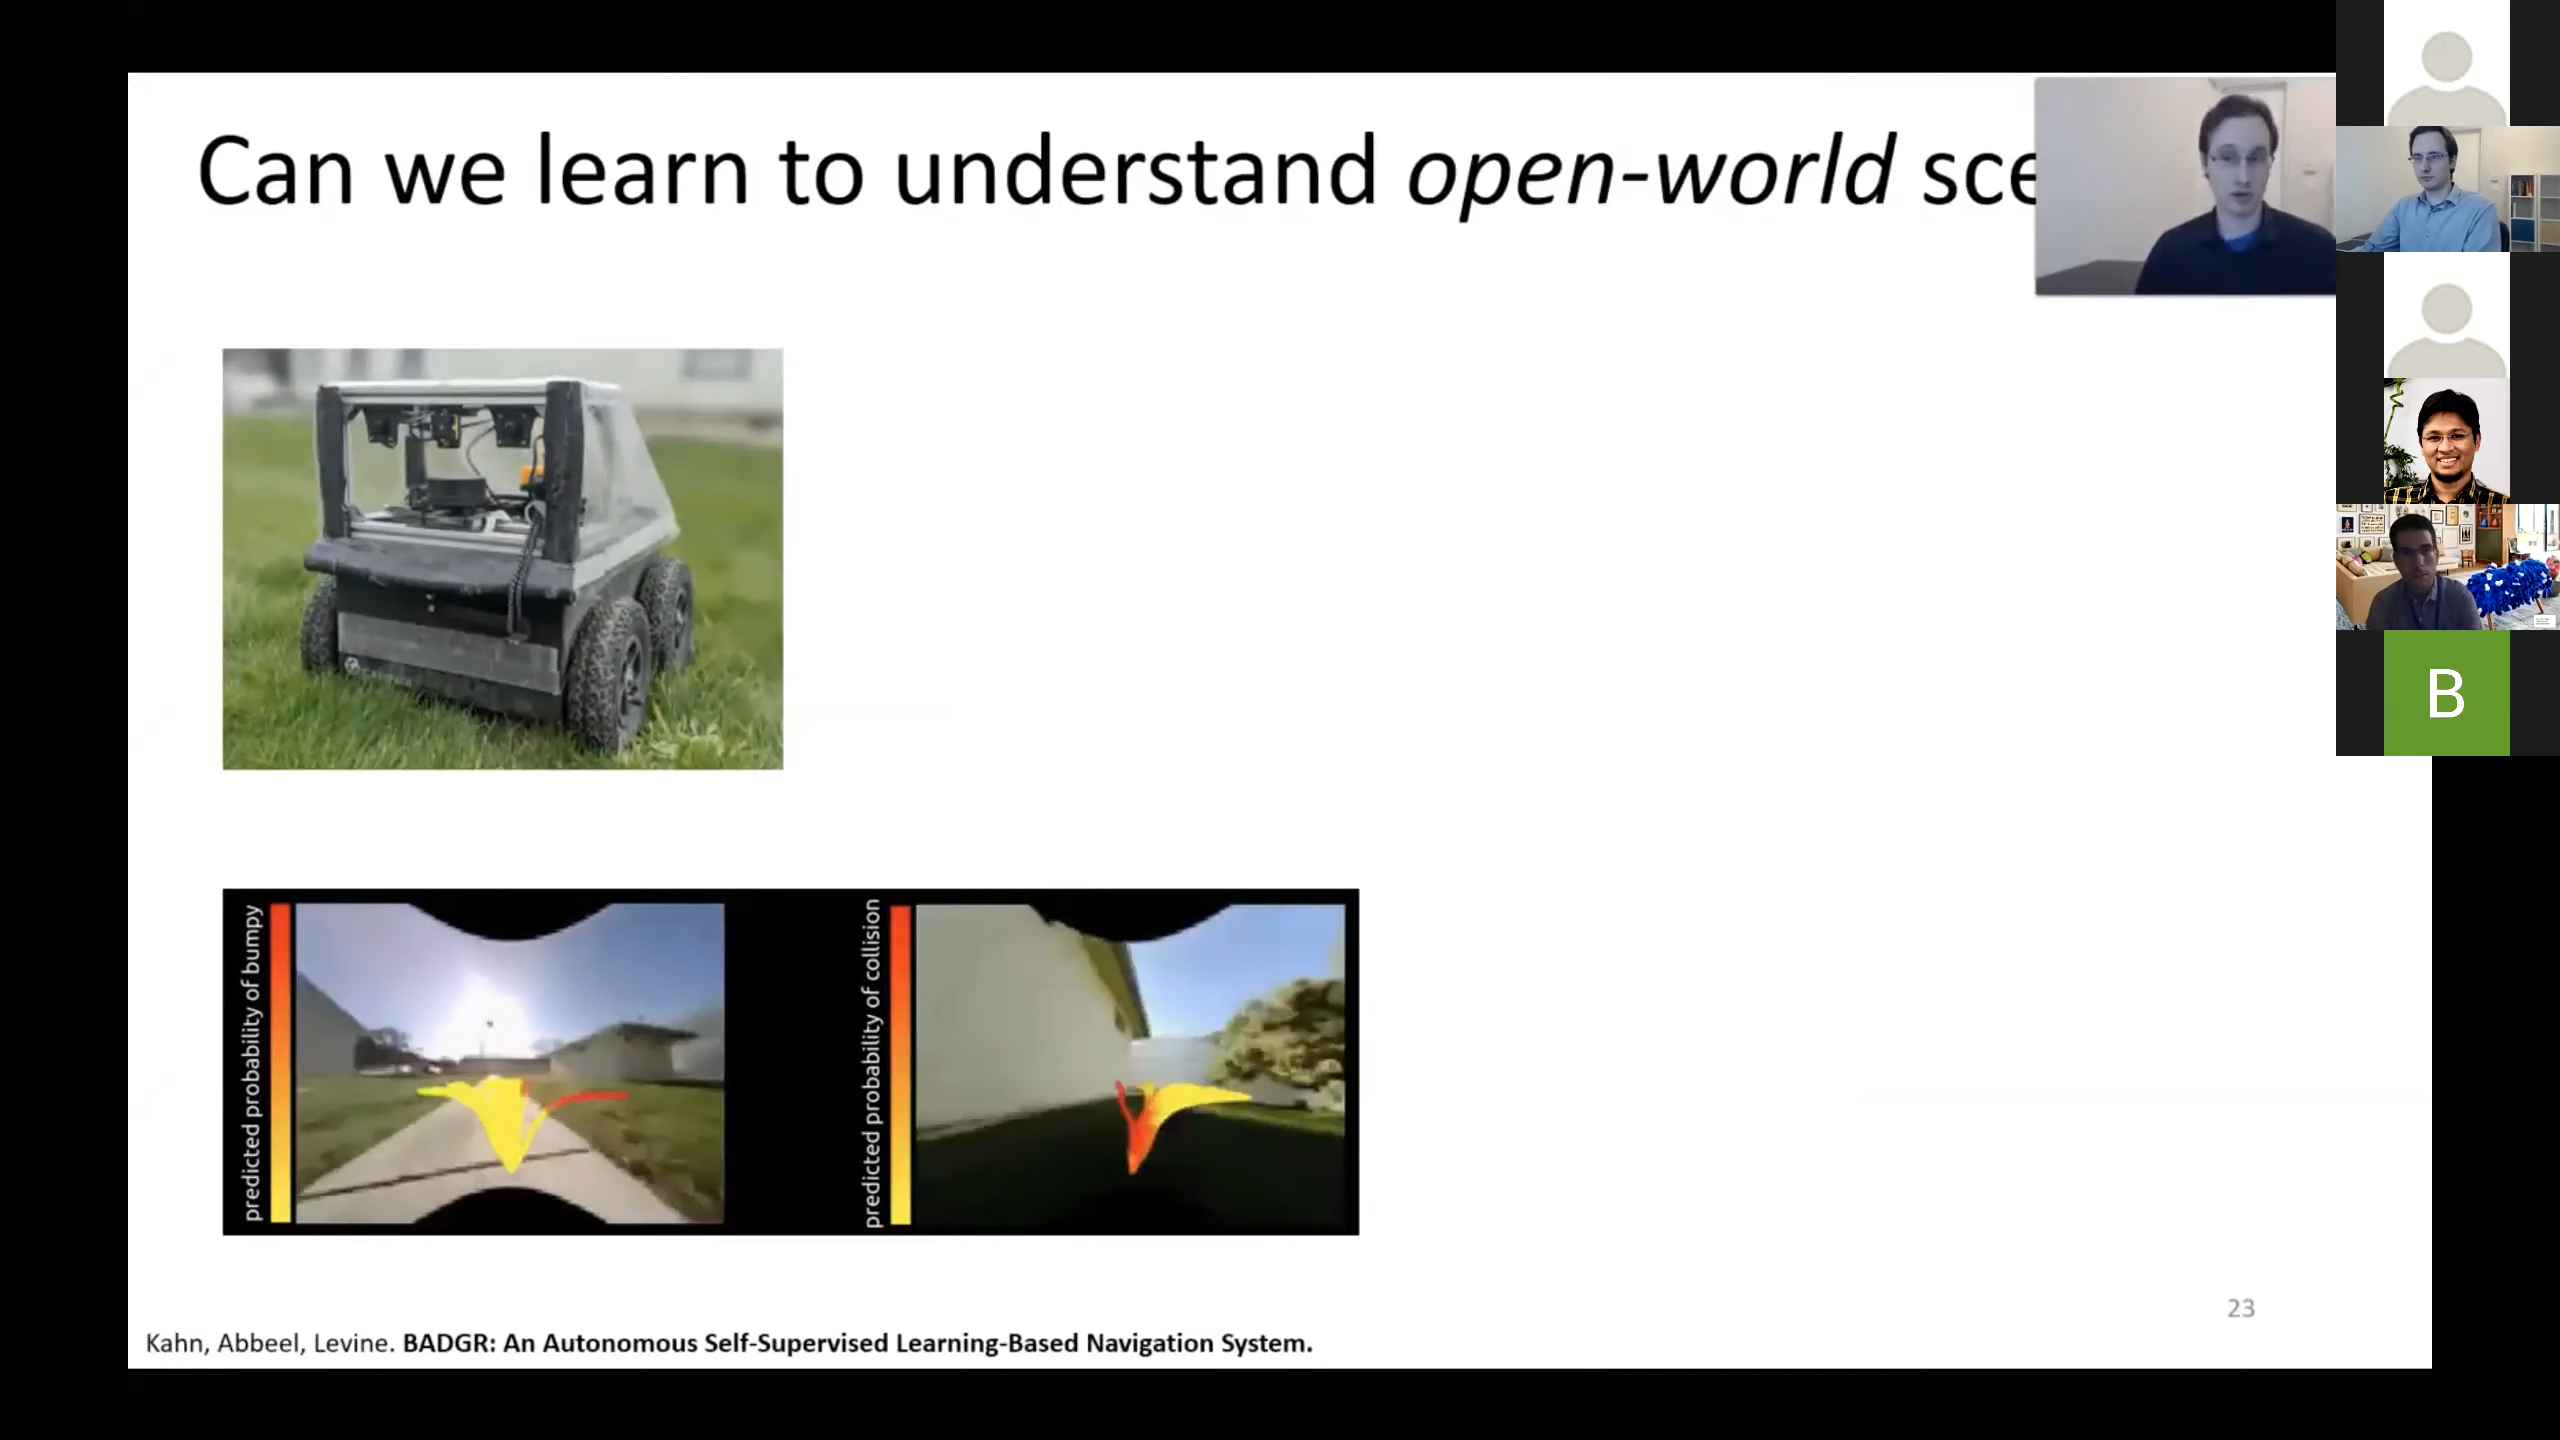 Can we learn to understand open-world sce
predicted probability of bumpy
predicted probability of collision
23
Kahn, Abbeel, Levine. BADGR: An Autonomous Self-Supervised Learning-Based Navigation System.
B